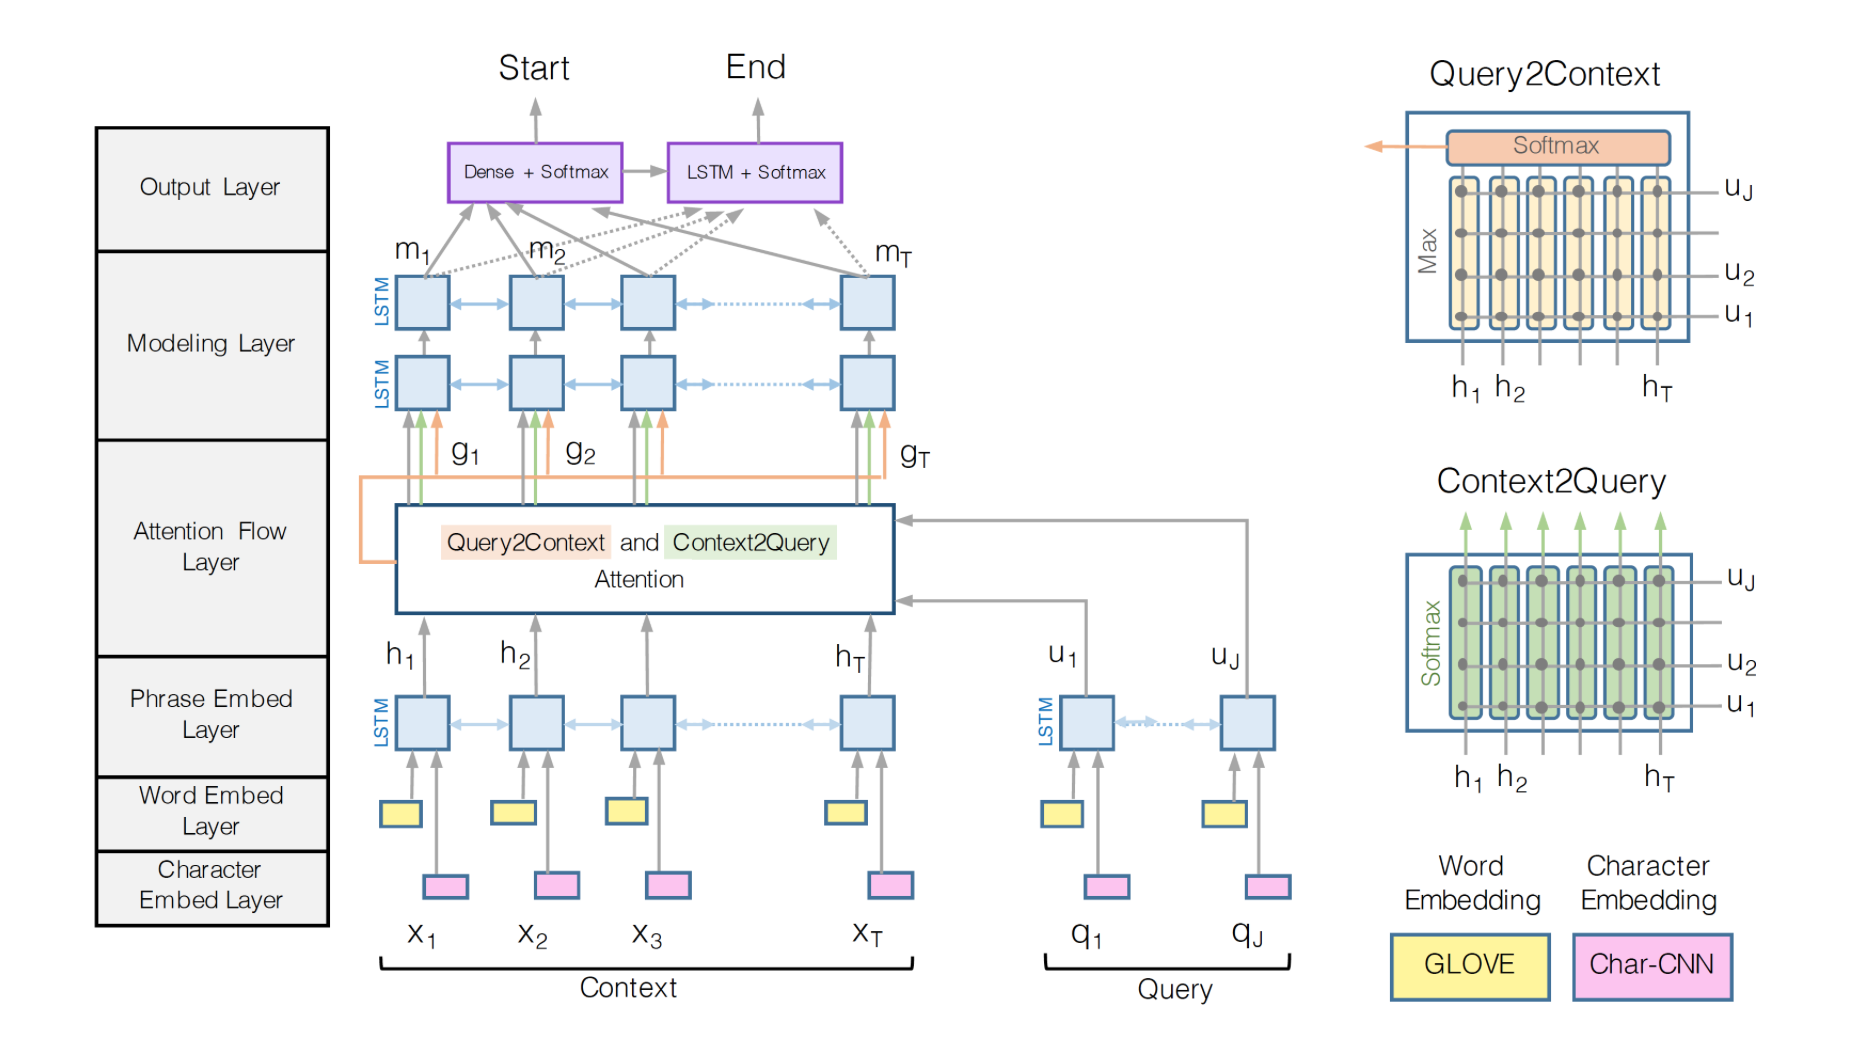 Start
End
Output Layer
Dense + Softmax
LSTM + Softmax
m1
m2
mT
Modeling Layer
LSTM
LSTM
g1
g2
gT
Attention Flow
Layer
Query2Context and Context2Query
Attention
h1
h2
hT
u1
uJ
Phrase Embed
Layer
LSTM
LSTM
Word Embed
Layer
Character
Embed Layer
x1
x2
x3
xT
q1
qJ
Context
Query
Query2Context
Softmax
Max
uJ
u2
u1
h1
h2
hT
Context2Query
Softmax
uJ
u2
u1
h1
h2
hT
Word
Embedding
Character
Embedding
GLOVE
Char-CNN